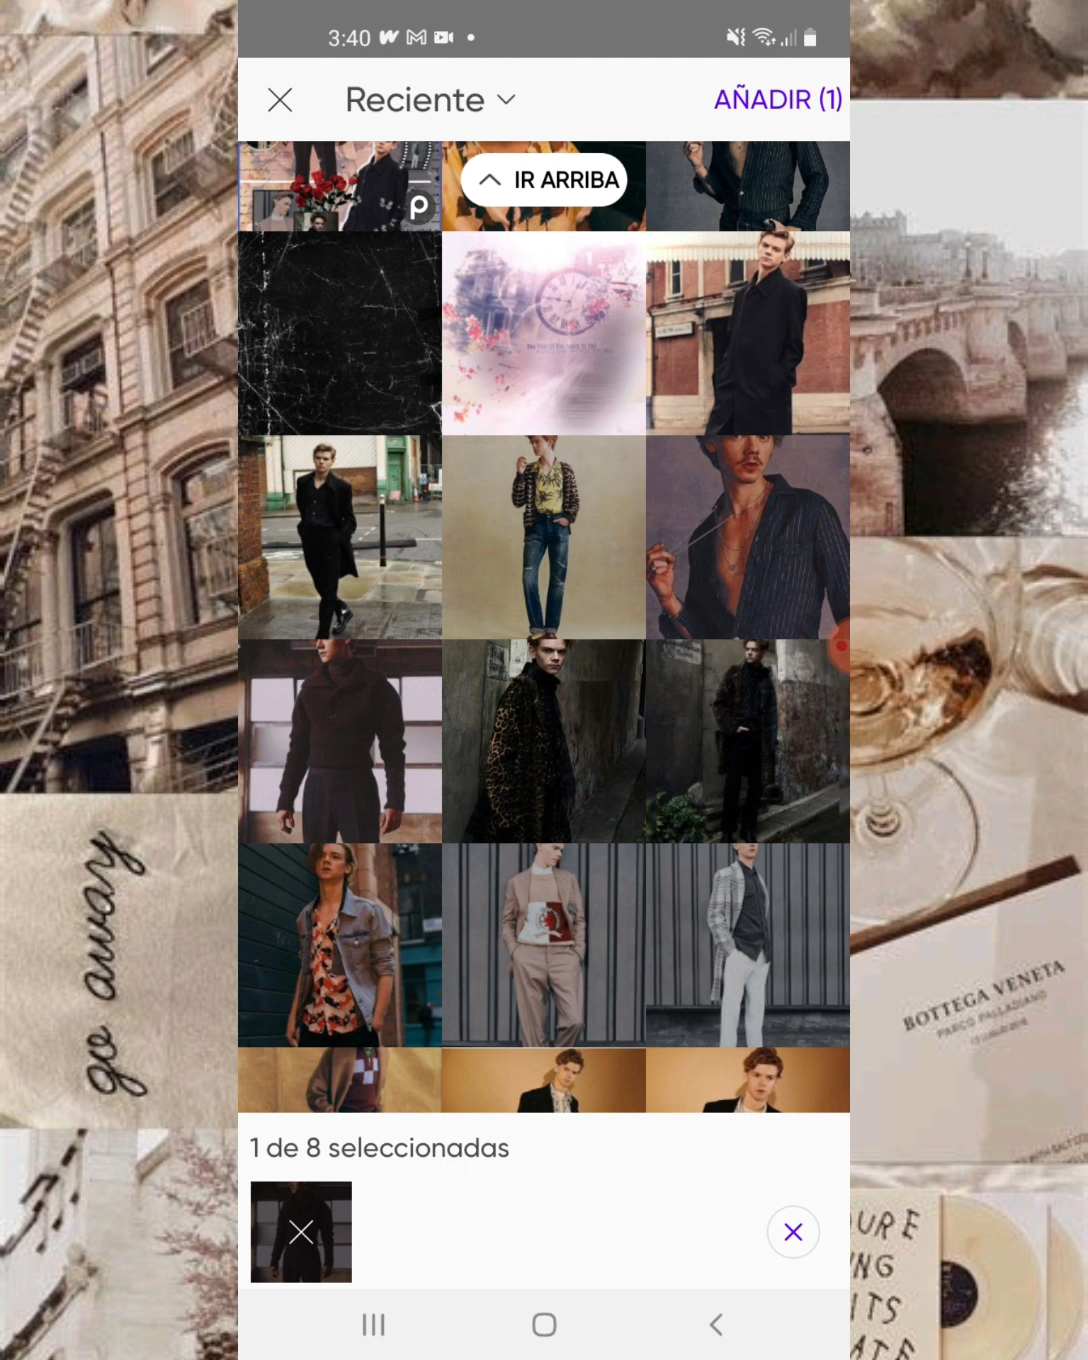 3:40
Reciente
AÑADIR (1)
IR ARRIBA
go away
BOTTEGA VENETA
PARCO PALLADIANO
1 de 8 seleccionadas
URE
NG
ITS
ATE